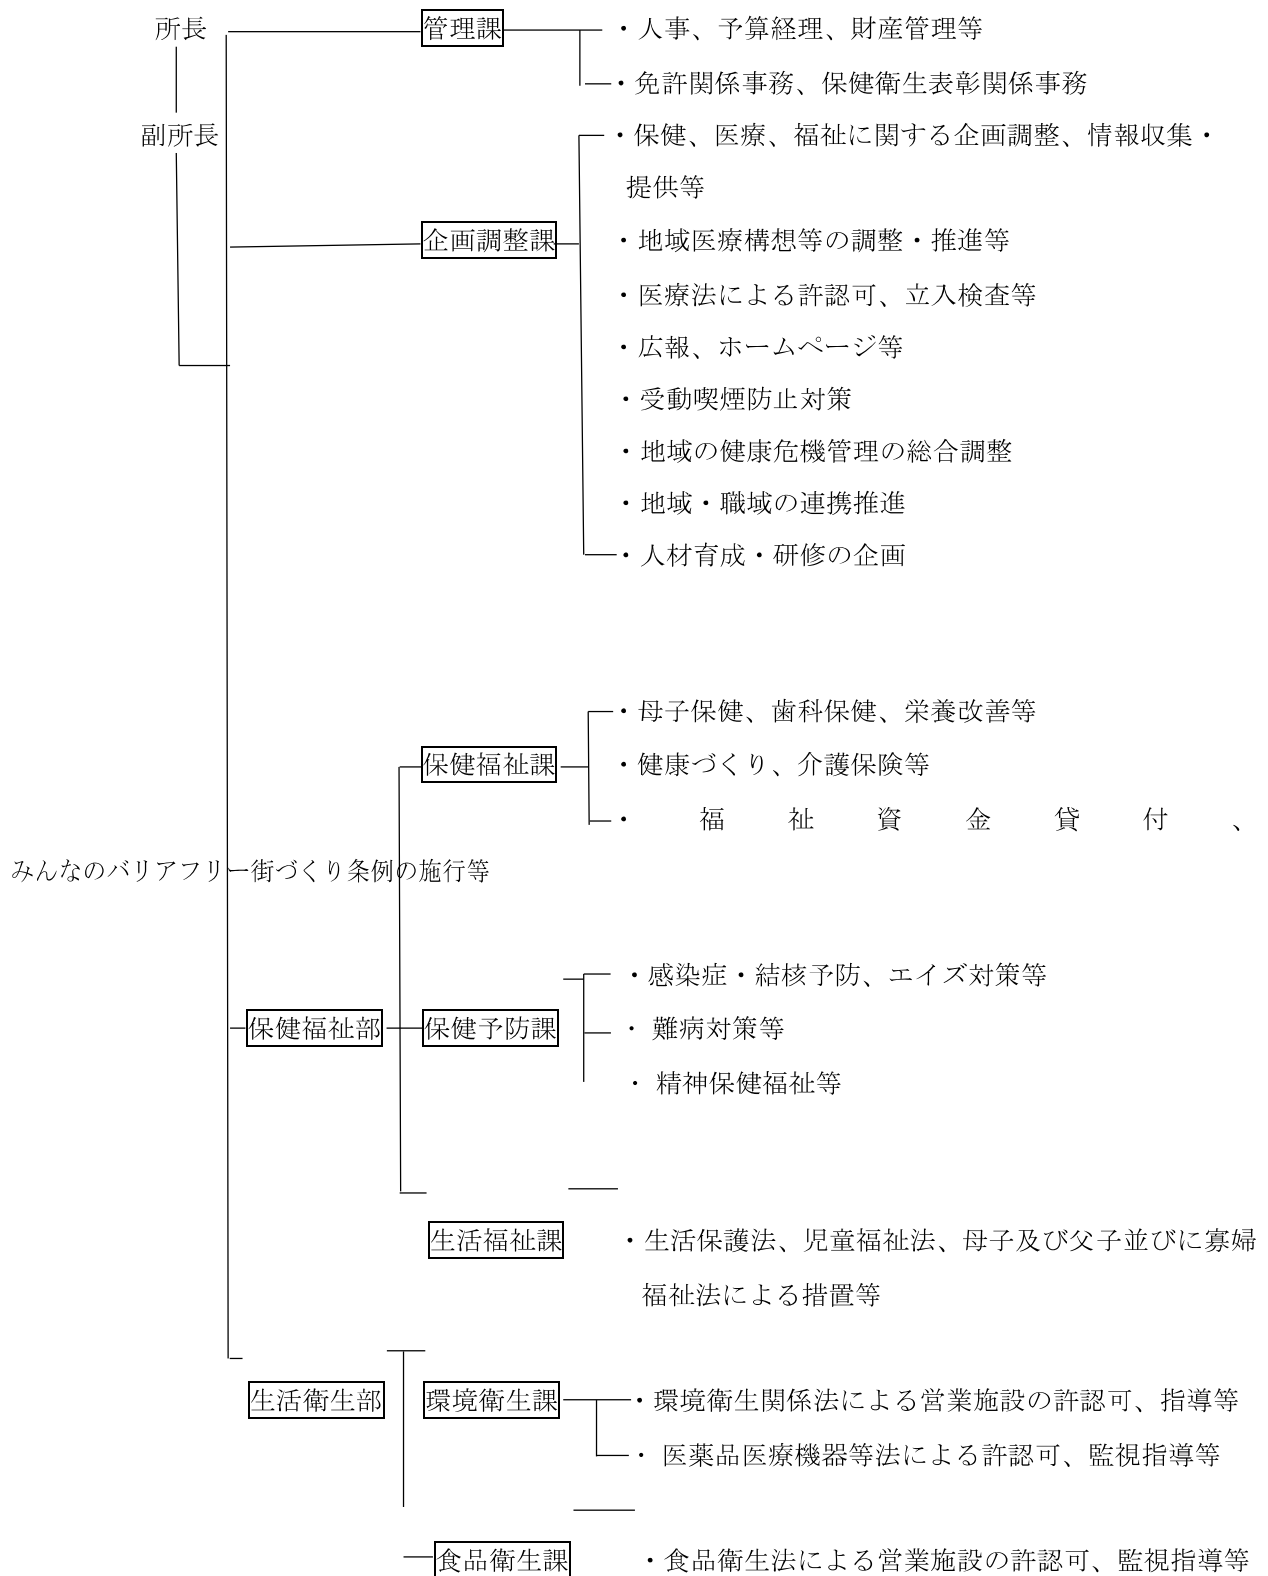 所長
管理課
・人事、予算経理、財産管理等
・免許関係事務、保健衛生表彰関係事務
副所長
・保健、医療、福祉に関する企画調整、情報収集・
提供等
企画調整課
・地域医療構想等の調整・推進等
・医療法による許認可、立入検査等
・広報、ホームページ等
・受動喫煙防止対策
・地域の健康危機管理の総合調整
・地域・職域の連携推進
・人材育成・研修の企画
・母子保健、歯科保健、栄養改善等
保健福祉課
・健康づくり、介護保険等
・福祉資金貸付、
みんなのバリアフリー街づくり条例の施行等
・感染症・結核予防、エイズ対策等
保健福祉部
保健予防課
・難病対策等
・精神保健福祉等
生活福祉課
・生活保護法、児童福祉法、母子及び父子並びに寡婦
福祉法による措置等
生活衛生部
環境衛生課
・環境衛生関係法による営業施設の許認可、指導等
・医薬品医療機器等法による許認可、監視指導等
食品衛生課
・食品衛生法による営業施設の許認可、監視指導等